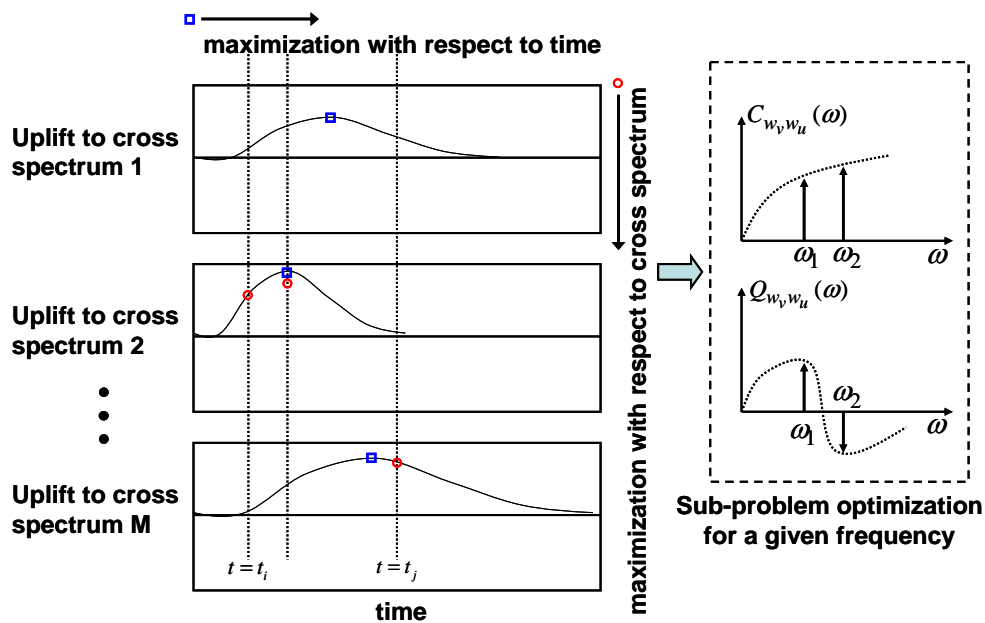 maximization with respect to time
Uplift to cross
spectrum 1
Uplift to cross
spectrum 2
Uplift to cross
spectrum M
t = t_i
t = t_j
time
maximization with respect to cross spectrum
C_{w_v w_u}(ω)
ω_1
ω_2
ω
Q_{w_v w_u}(ω)
ω_2
ω_1
ω
Sub-problem optimization
for a given frequency